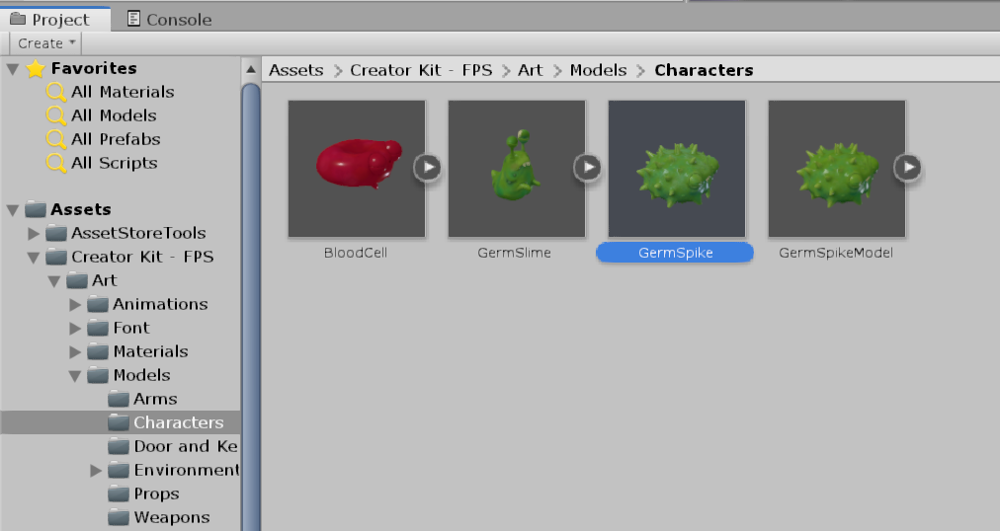 Project Console
Create
Favorites
All Materials
All Models
All Prefabs
All Scripts
Assets
AssetStoreTools
Creator Kit - FPS
Art
Animations
Font
Materials
Models
Arms
Characters
Door and Ke
Environment
Props
Weapons
Assets > Creator Kit - FPS > Art > Models > Characters
BloodCell GermSlime GermSpike GermSpikeModel